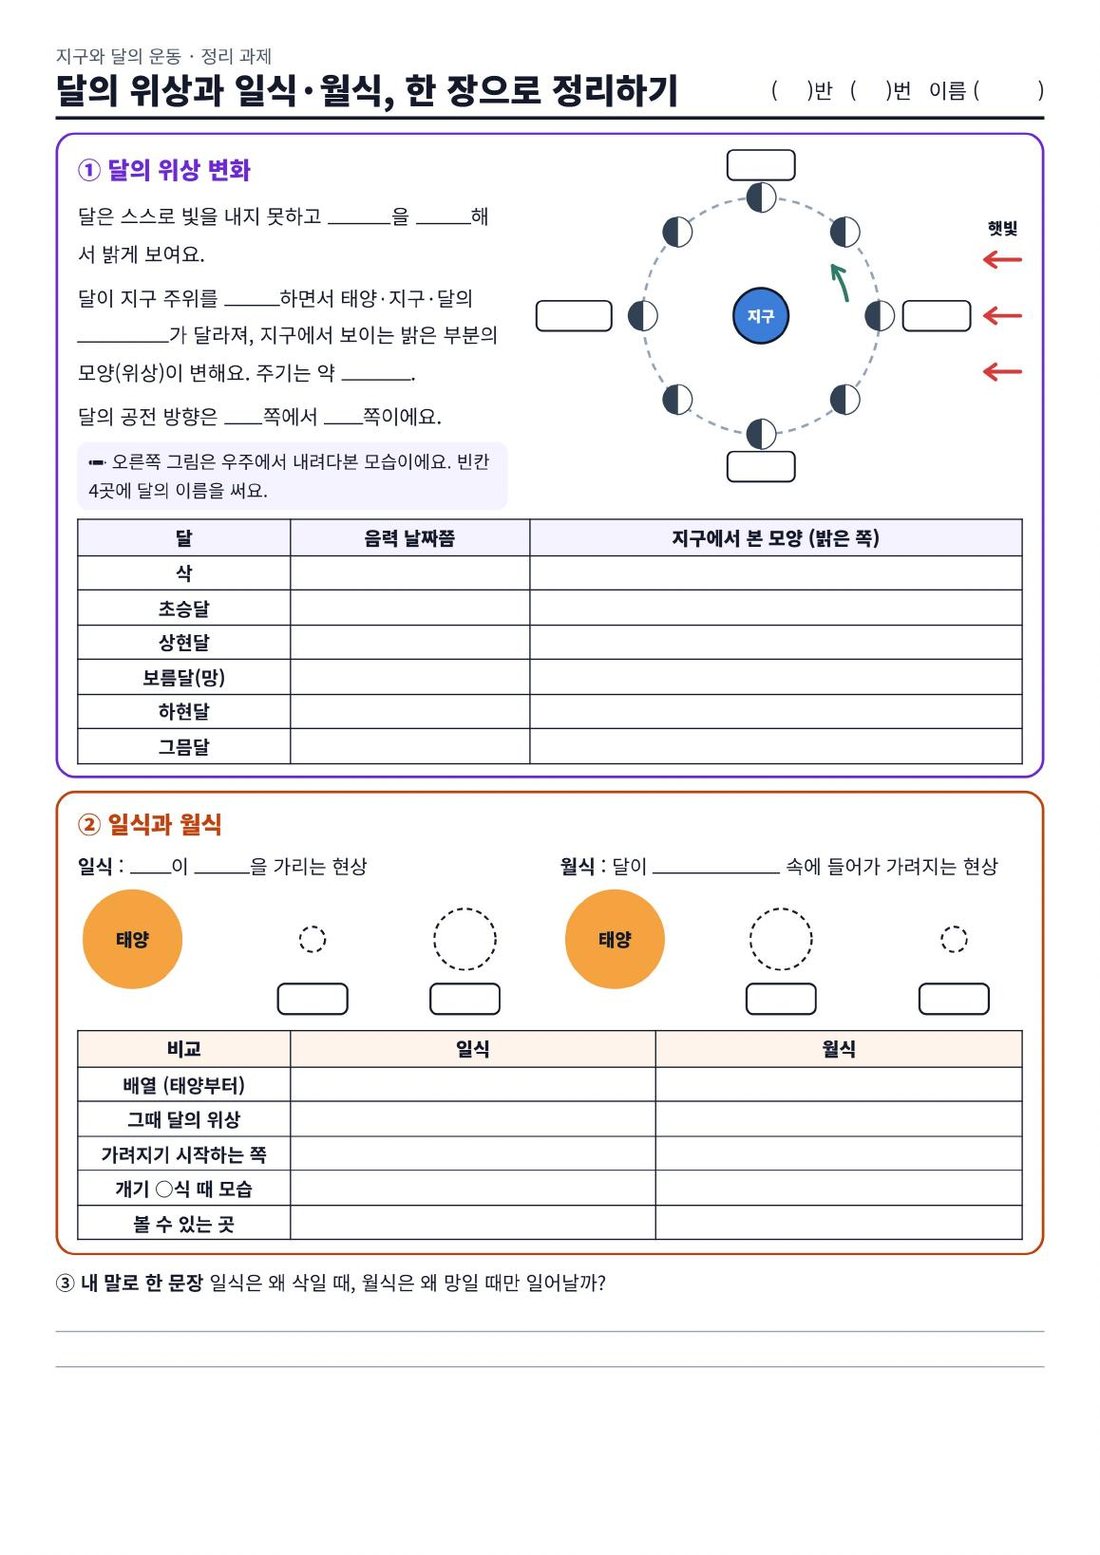 지구와 달의 운동 · 정리 과제
달의 위상과 일식·월식, 한 장으로 정리하기
(   )반 (   )번 이름 (      )
① 달의 위상 변화
달은 스스로 빛을 내지 못하고 ______을 ______해
서 밝게 보여요.
달이 지구 주위를 ______하면서 태양·지구·달의
__________가 달라져, 지구에서 보이는 밝은 부분의
모양(위상)이 변해요. 주기는 약 _______.
달의 공전 방향은 ____쪽에서 ____쪽이에요.
오른쪽 그림은 우주에서 내려다본 모습이에요. 빈칸
4곳에 달의 이름을 써요.
햇빛
지구
달 음력 날짜쯤 지구에서 본 모양 (밝은 쪽)
삭
초승달
상현달
보름달(망)
하현달
그믐달
② 일식과 월식
일식 : ____이 ______을 가리는 현상
월식 : 달이 ______________ 속에 들어가 가려지는 현상
태양
태양
비교 일식 월식
배열 (태양부터)
그때 달의 위상
가려지기 시작하는 쪽
개기 ○식 때 모습
볼 수 있는 곳
③ 내 말로 한 문장 일식은 왜 삭일 때, 월식은 왜 망일 때만 일어날까?